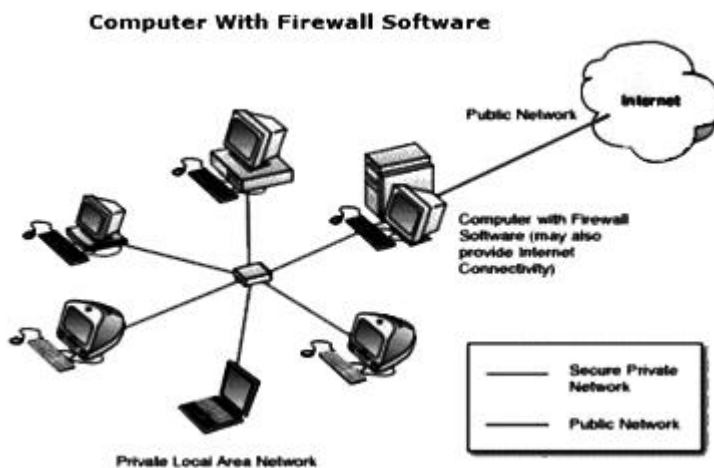 Computer With Firewall Software
Internet
Public Network
Computer with Firewall
Software (may also
provide Internet
Connectivity)
Secure Private
Network
Public Network
Private Local Area Network